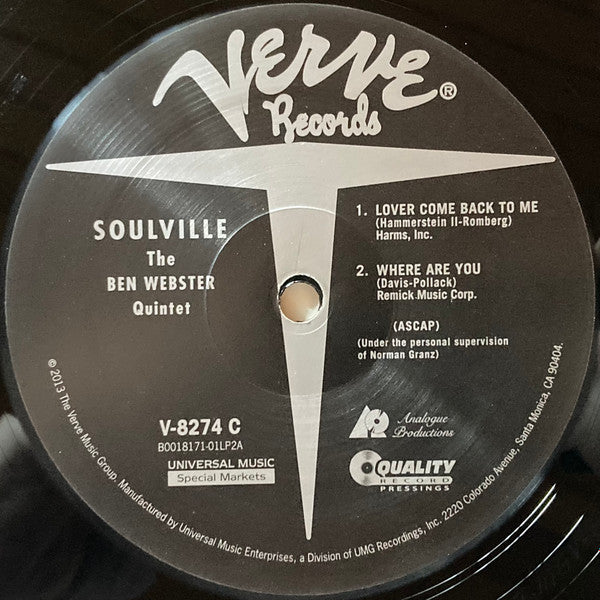 Verve®
Records
SOULVILLE
The
BEN WEBSTER
Quintet
1. LOVER COME BACK TO ME
(Hammerstein II-Romberg)
Harms, Inc.
2. WHERE ARE YOU
(Davis-Pollack)
Remick Music Corp.
(ASCAP)
(Under the personal supervision
of Norman Granz)
V-8274 C
B0018171-01LP2A
UNIVERSAL MUSIC
Special Markets
AP
Analogue
Productions
QUALITY
RECORD
PRESSINGS
© 2013 The Verve Music Group. Manufactured by Universal Music Enterprises, a Division of UMG Recordings, Inc. 2220 Colorado Avenue, Santa Monica, CA 90404.